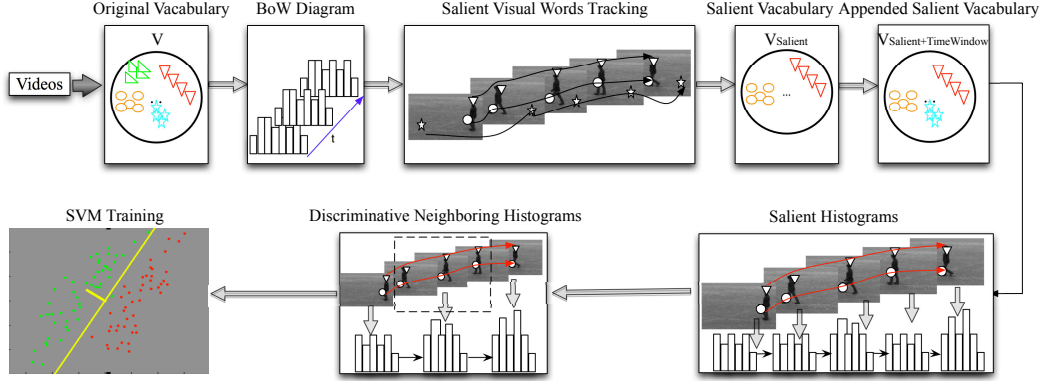 Original Vacabulary
BoW Diagram
Salient Visual Words Tracking
Salient Vacabulary
Appended Salient Vacabulary
V
VSalient
VSalient+TimeWindow
Videos
...
t
SVM Training
Discriminative Neighboring Histograms
Salient Histograms